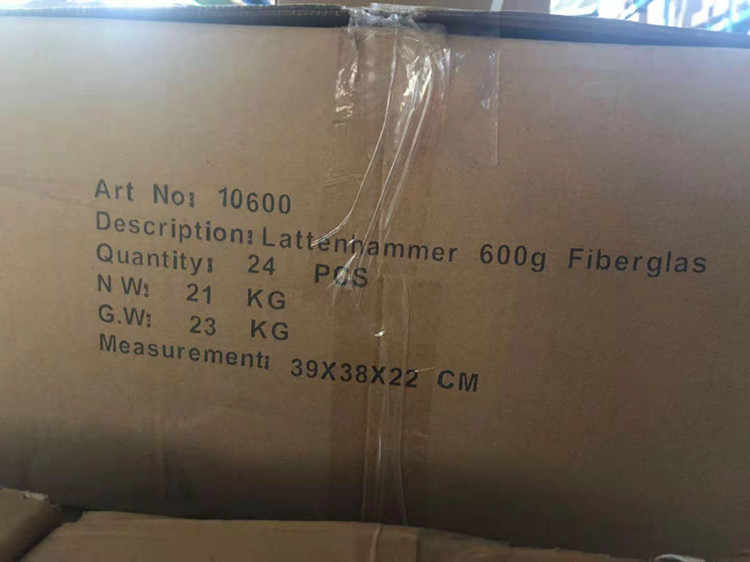 Art No: 10600
Description: Lattenhammer 600g Fiberglas
Quantity: 24 PCS
N W: 21 KG
G.W: 23 KG
Measurement: 39X38X22 CM